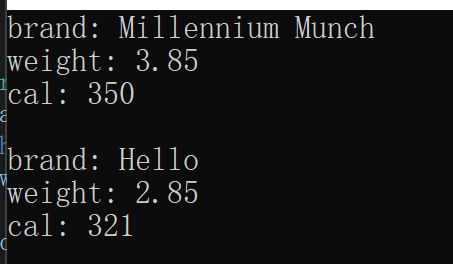 brand: Millennium Munch
weight: 3.85
cal: 350
brand: Hello
weight: 2.85
cal: 321